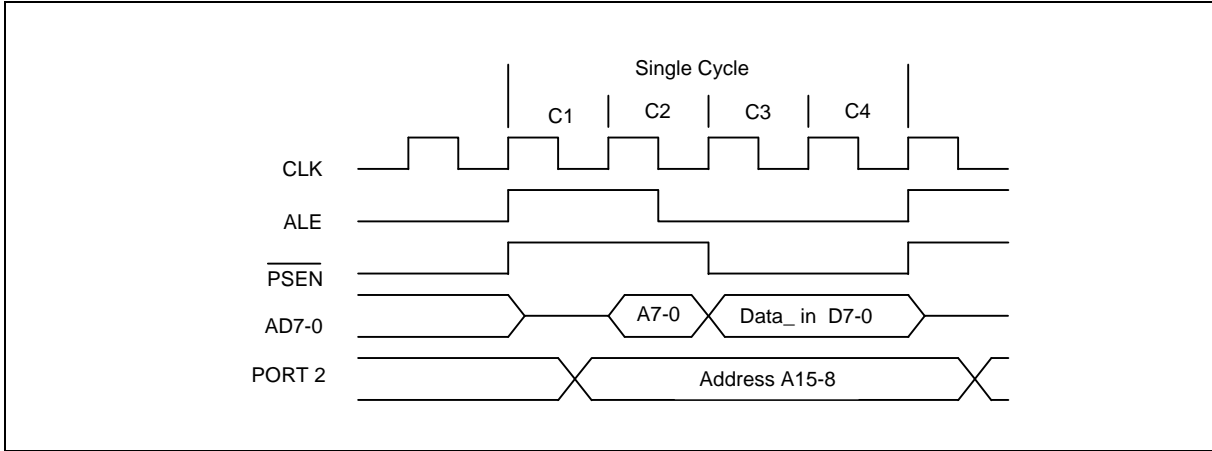 Single Cycle
C1 C2 C3 C4
CLK
ALE
PSEN
AD7-0 A7-0 Data_ in D7-0
PORT 2 Address A15-8